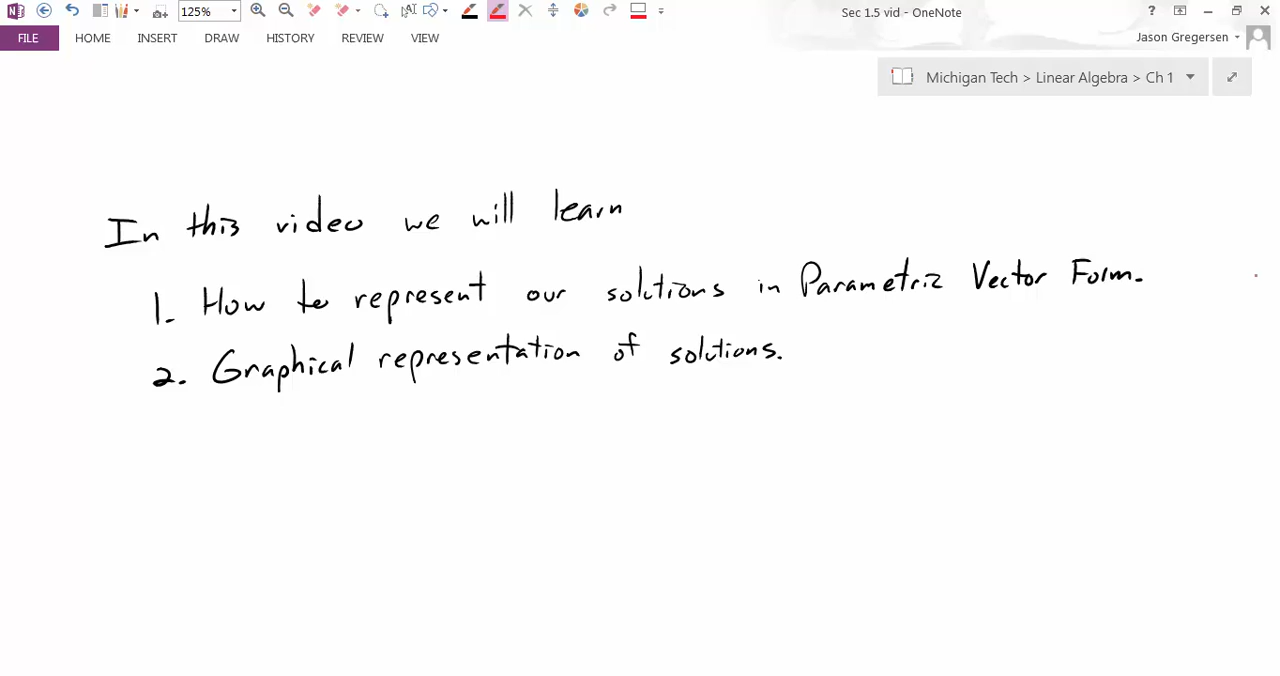 125%
Sec 1.5 vid - OneNote
?
FILE HOME INSERT DRAW HISTORY REVIEW VIEW
Jason Gregersen
Michigan Tech > Linear Algebra > Ch 1
In this video we will learn
1. How to represent our solutions in Parametric Vector Form.
2. Graphical representation of solutions.